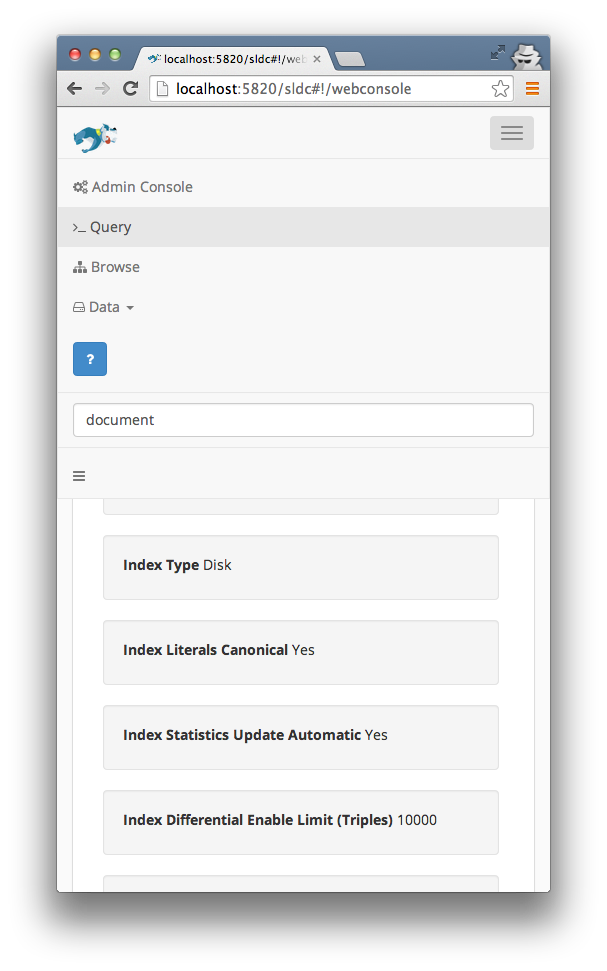 localhost:5820/sldc#!/web
localhost:5820/sldc#!/webconsole
Admin Console
Query
Browse
Data
?
document
Index Type Disk
Index Literals Canonical Yes
Index Statistics Update Automatic Yes
Index Differential Enable Limit (Triples) 10000